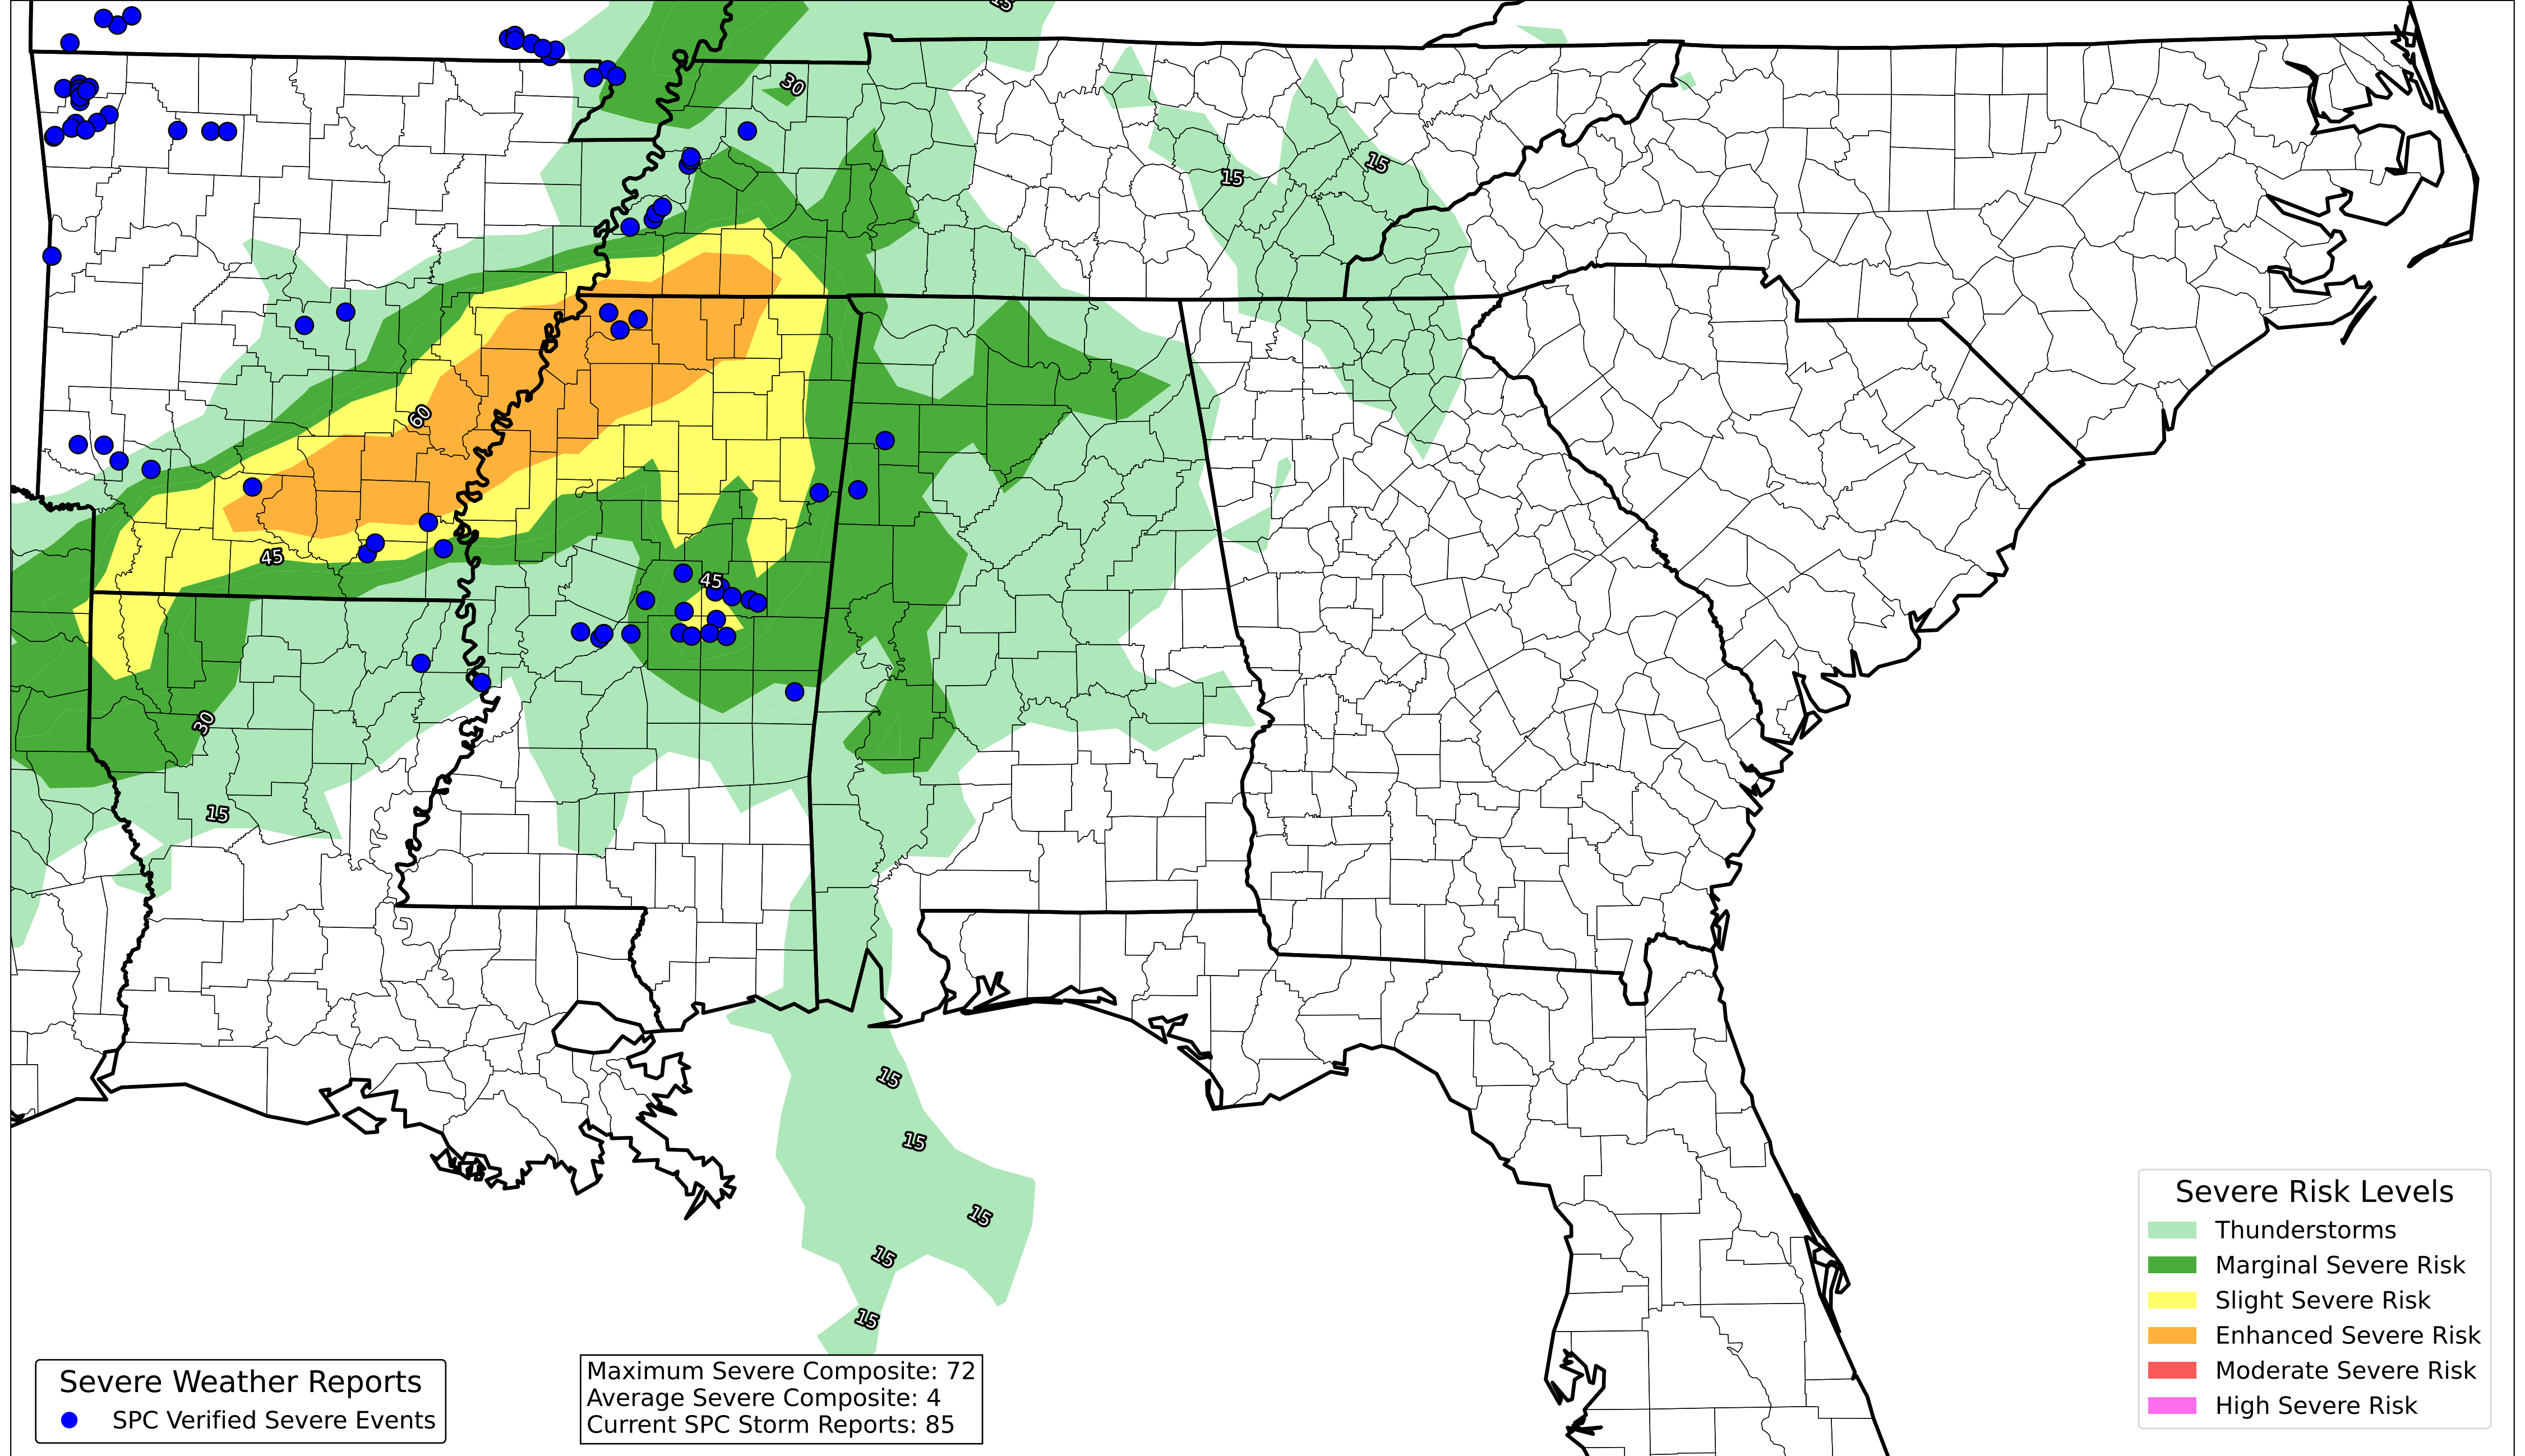 15
30
15
15
60
45
45
30
15
15
15
15
15
15
Severe Weather Reports
SPC Verified Severe Events
Maximum Severe Composite: 72
Average Severe Composite: 4
Current SPC Storm Reports: 85
Severe Risk Levels
Thunderstorms
Marginal Severe Risk
Slight Severe Risk
Enhanced Severe Risk
Moderate Severe Risk
High Severe Risk